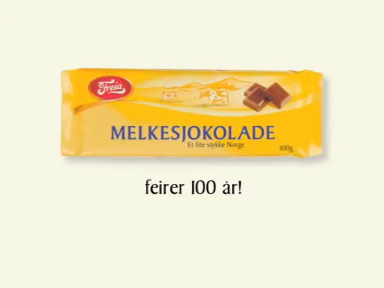 Freia
MELKESJOKOLADE
Et lite stykke Norge
100g
feirer 100 år!